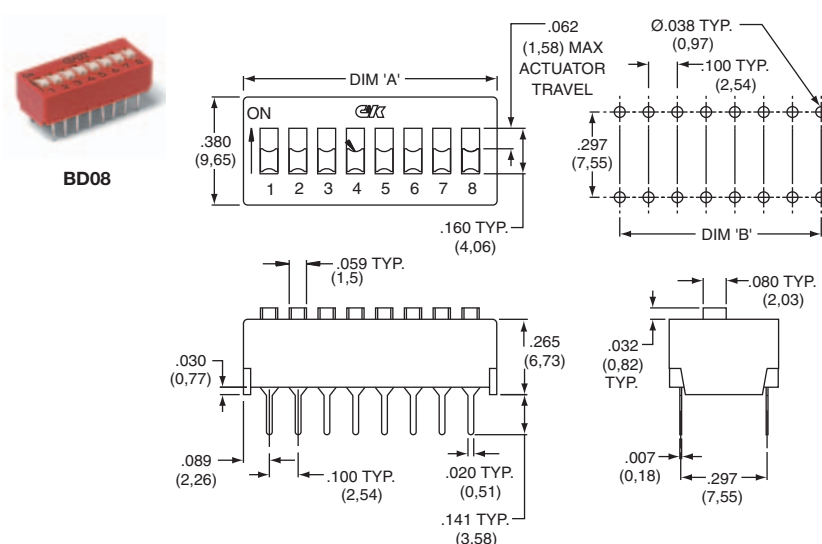 BD08
DIM 'A'
.380
(9,65)
ON
C&K
1 2 3 4 5 6 7 8
.062
(1,58) MAX
ACTUATOR
TRAVEL
.160 TYP.
(4,06)
Ø.038 TYP.
(0,97)
.100 TYP.
(2,54)
.297
(7,55)
DIM 'B'
.059 TYP.
(1,5)
.030
(0,77)
.265
(6,73)
.089
(2,26)
.100 TYP.
(2,54)
.020 TYP.
(0,51)
.141 TYP.
(3,58)
.080 TYP.
(2,03)
.032
(0,82)
TYP.
.007
(0,18)
.297
(7,55)